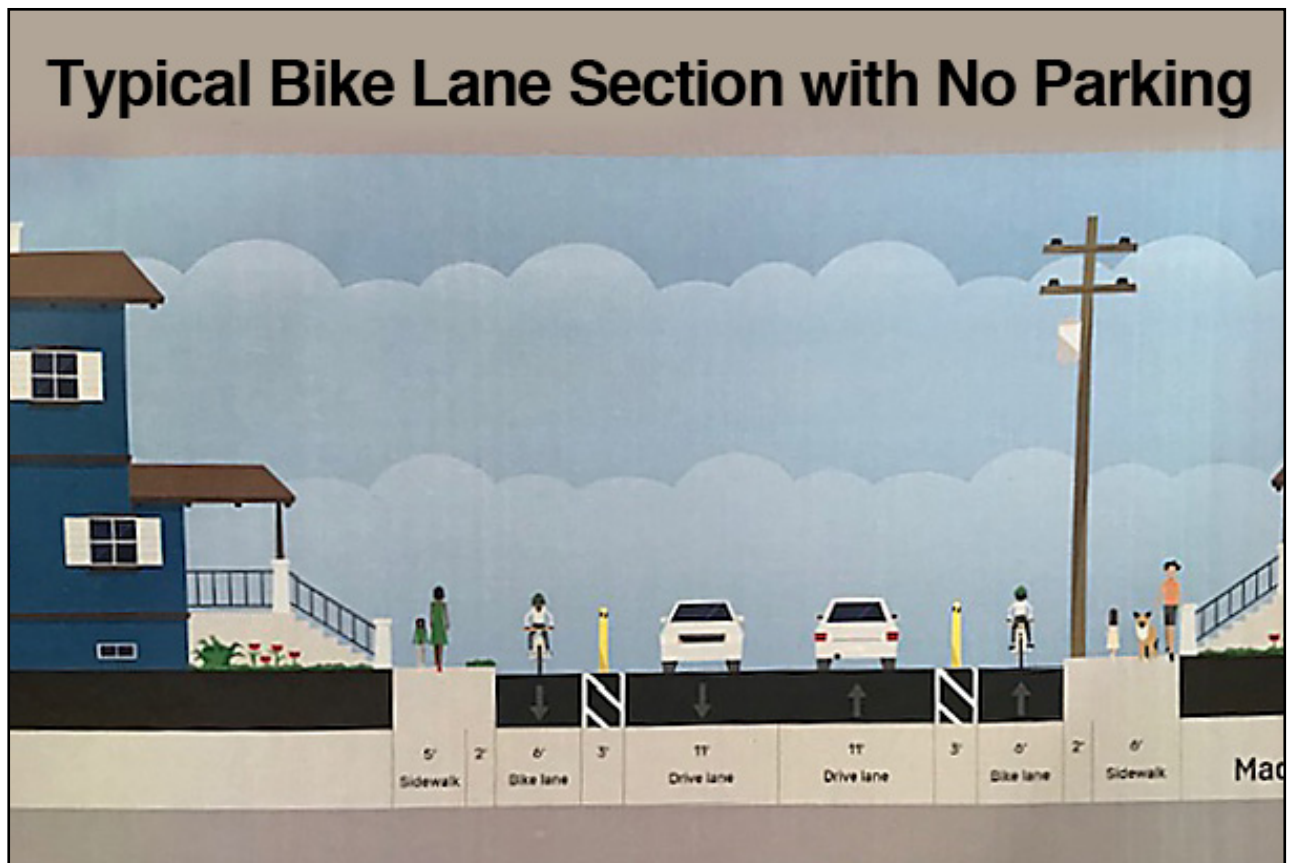 Typical Bike Lane Section with No Parking
5' 2' 6' 3' 11' 11' 3' 6' 2' 6'
Sidewalk Bike lane Drive lane Drive lane Bike lane Sidewalk
Mad